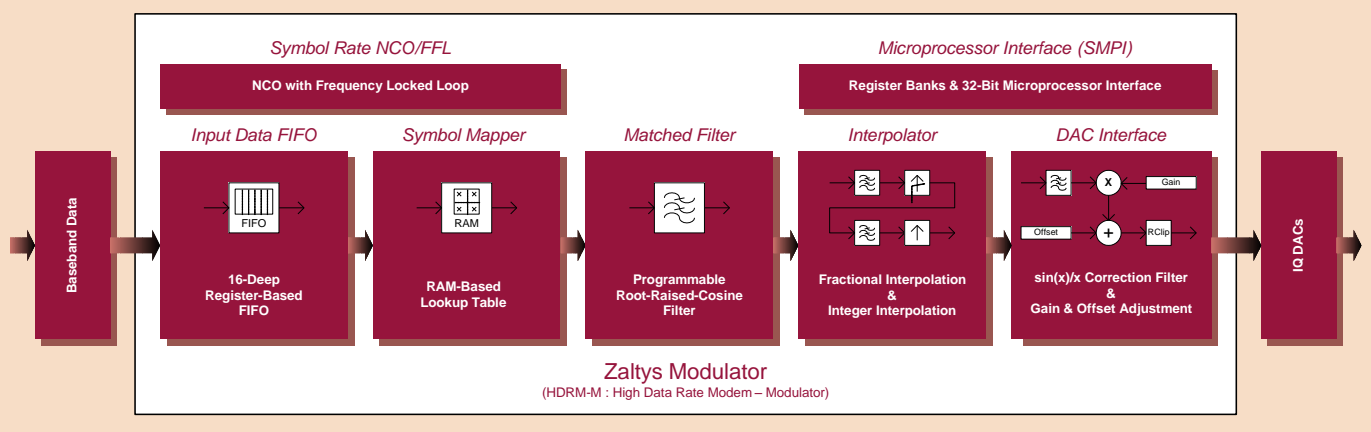 Symbol Rate NCO/FFL
Microprocessor Interface (SMPI)
NCO with Frequency Locked Loop
Register Banks & 32-Bit Microprocessor Interface
Input Data FIFO
Symbol Mapper
Matched Filter
Interpolator
DAC Interface
Baseband Data
FIFO
16-Deep
Register-Based
FIFO
RAM
RAM-Based
Lookup Table
Programmable
Root-Raised-Cosine
Filter
Fractional Interpolation
&
Integer Interpolation
X
Gain
Offset
+
RClip
sin(x)/x Correction Filter
&
Gain & Offset Adjustment
IQ DACs
Zaltys Modulator
(HDRM-M : High Data Rate Modem – Modulator)